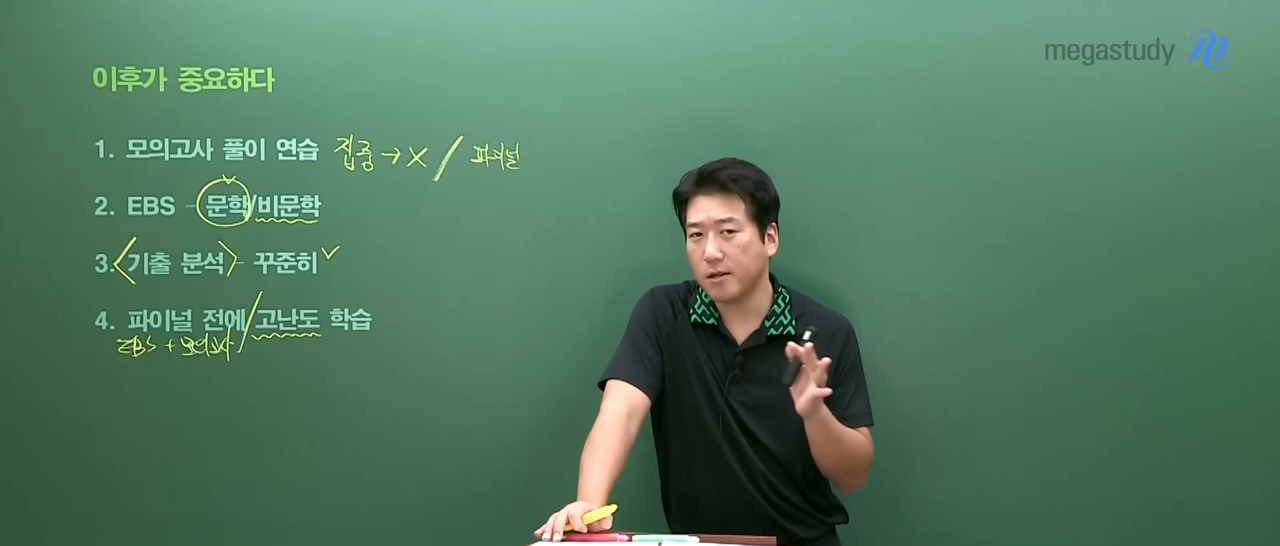 megastudy
이후가 중요하다
1. 모의고사 풀이 연습 집중 → X / 파이널
2. EBS - 문학/비문학
3.<기출 분석> - 꾸준히 ✓
4. 파이널 전에/고난도 학습
EBS + 모의고사